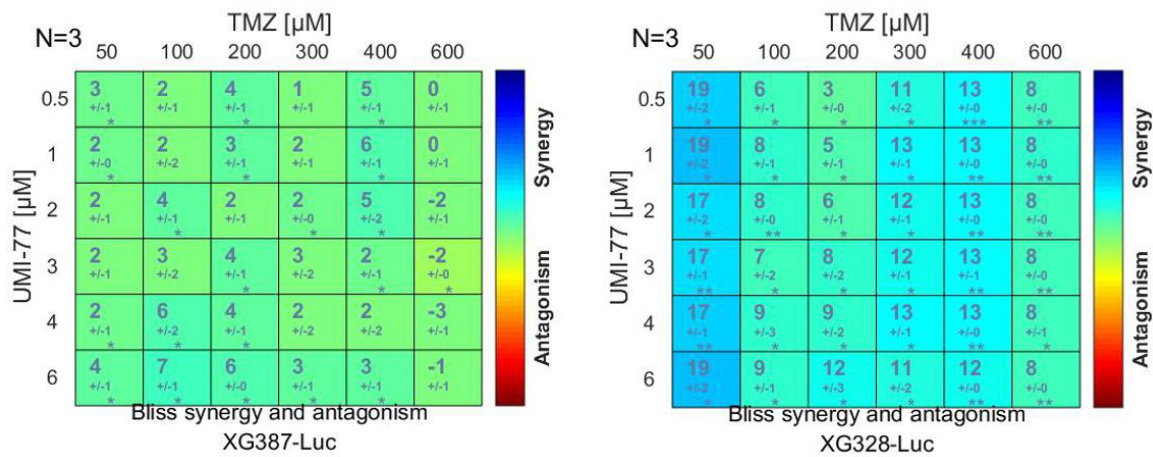 TMZ [µM]
N=3
50 100 200 300 400 600
0.5 3 2 4 1 5 0
+/-1 +/-1 +/-1 +/-1 +/-1 +/-1
* * *
1 2 2 3 2 6 0
+/-0 +/-2 +/-1 +/-1 +/-1 +/-1
* * *
2 2 4 2 2 5 -2
+/-1 +/-1 +/-1 +/-0 +/-2 +/-1
* * *
3 2 3 4 3 2 -2
+/-1 +/-2 +/-1 +/-2 +/-1 +/-0
* * *
4 2 6 4 2 2 -3
+/-1 +/-2 +/-1 +/-2 +/-2 +/-1
* * *
6 4 7 6 3 3 -1
+/-1 +/-1 +/-0 +/-1 +/-1 +/-1
* * * * *
UMI-77 [µM]
Synergy
Antagonism
Bliss synergy and antagonism
XG387-Luc
TMZ [µM]
N=3
50 100 200 300 400 600
0.5 19 6 3 11 13 8
+/-2 +/-1 +/-0 +/-2 +/-0 +/-0
* * * * *** **
1 19 8 5 13 13 8
+/-2 +/-1 +/-1 +/-1 +/-0 +/-0
* * * * ** **
2 17 8 6 12 13 8
+/-2 +/-0 +/-1 +/-1 +/-0 +/-0
* ** * * ** **
3 17 7 8 12 13 8
+/-1 +/-2 +/-2 +/-1 +/-1 +/-0
** * * * ** **
4 17 9 9 13 13 8
+/-1 +/-3 +/-2 +/-1 +/-0 +/-1
** * * * ** *
6 19 9 12 11 12 8
+/-2 +/-1 +/-3 +/-2 +/-0 +/-0
* * * * ** **
UMI-77 [µM]
Synergy
Antagonism
Bliss synergy and antagonism
XG328-Luc